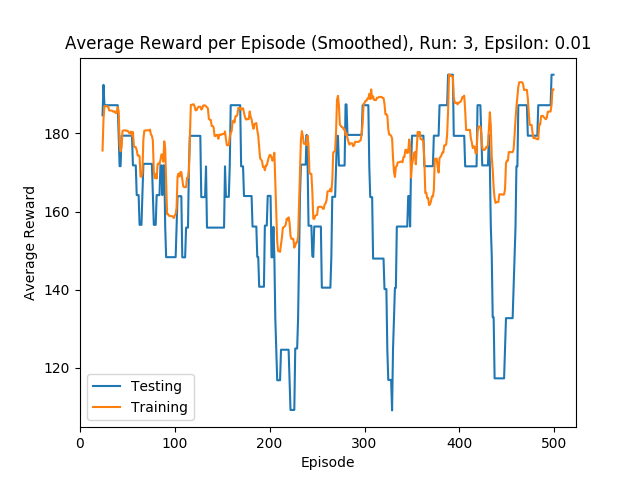 Average Reward per Episode (Smoothed), Run: 3, Epsilon: 0.01
Average Reward
180
160
140
120
Testing
Training
0
100
200
300
400
500
Episode